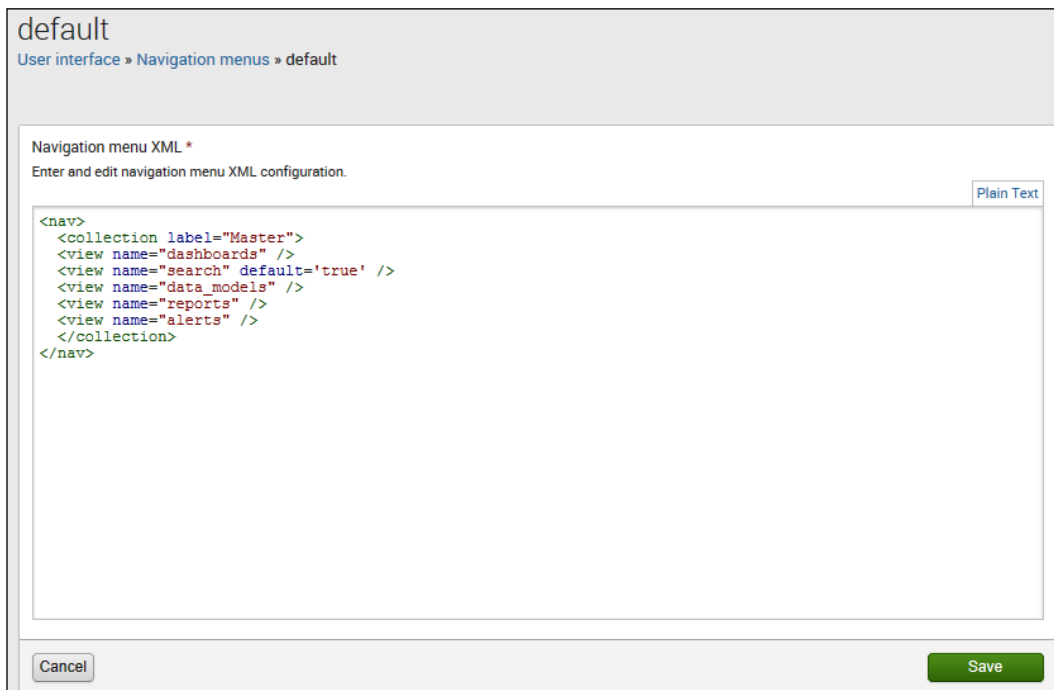 default
User interface » Navigation menus » default
Navigation menu XML *
Enter and edit navigation menu XML configuration.
Plain Text
<nav>
  <collection label="Master">
  <view name="dashboards" />
  <view name="search" default='true' />
  <view name="data_models" />
  <view name="reports" />
  <view name="alerts" />
  </collection>
</nav>
Cancel
Save